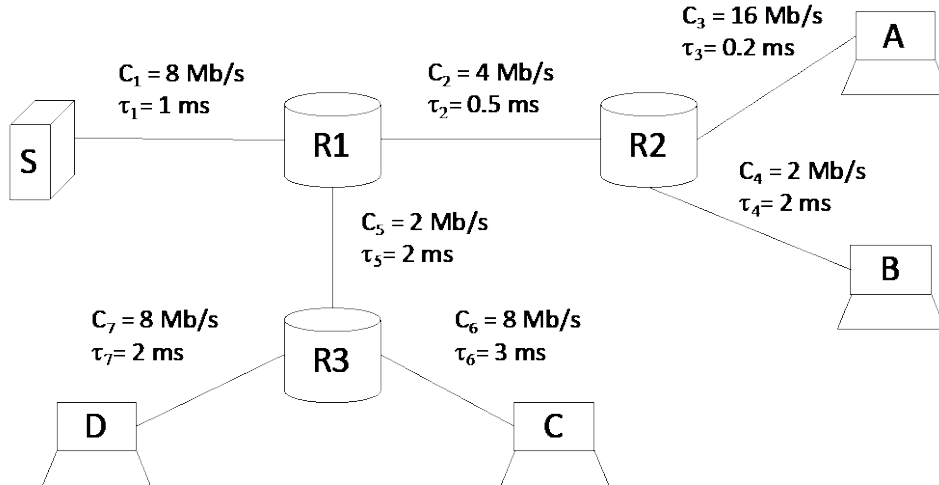 C₃ = 16 Mb/s
τ₃= 0.2 ms
A
C₁ = 8 Mb/s
τ₁= 1 ms
C₂ = 4 Mb/s
τ₂= 0.5 ms
S
R1
R2
C₄ = 2 Mb/s
τ₄= 2 ms
C₅ = 2 Mb/s
τ₅= 2 ms
B
C₇ = 8 Mb/s
τ₇= 2 ms
C₆ = 8 Mb/s
τ₆= 3 ms
R3
D
C